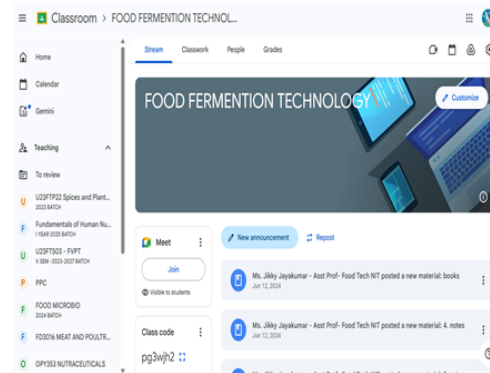 Classroom > FOOD FERMENTION TECHNOL...
Home
Calendar
Gemini
Teaching
To review
U23FTP22 Spices and Plant...
2023 BATCH
Fundamentals of Human Nu...
I YEAR 2025 BATCH
U23FT503 - FVPT
V SEM -2023-2027 BATCH
PPC
FOOD MICROBIO
2024 BATCH
FD3016 MEAT AND POULTR...
OPY353 NUTRACEUTICALS
Stream Classwork People Grades
FOOD FERMENTION TECHNOLOGY
Customize
Meet
Join
Visible to students
Class code
pg3wjh2
New announcement Repost
Ms. Jikky Jayakumar - Asst Prof- Food Tech NIT posted a new material: books
Jun 12, 2024
Ms. Jikky Jayakumar - Asst Prof- Food Tech NIT posted a new material: 4. notes
Jun 12, 2024